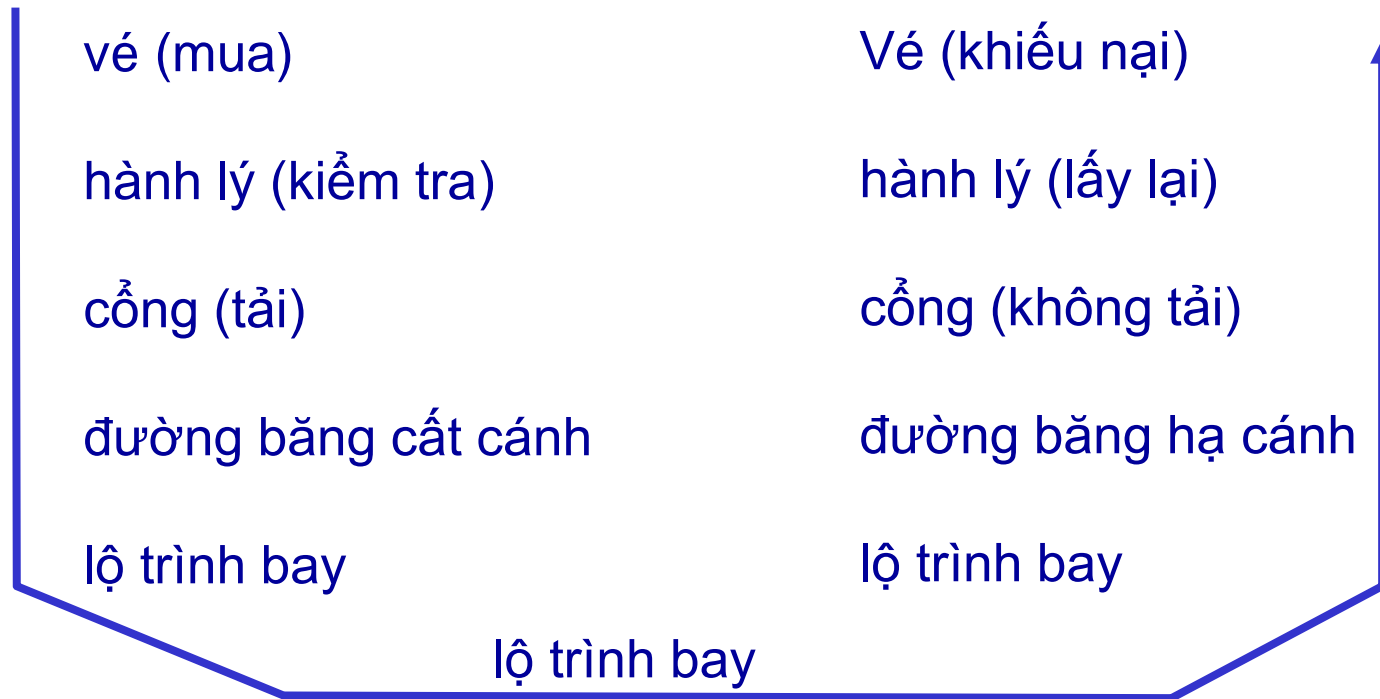 vé (mua)
hành lý (kiểm tra)
cổng (tải)
đường băng cất cánh
lộ trình bay
Vé (khiếu nại)
hành lý (lấy lại)
cổng (không tải)
đường băng hạ cánh
lộ trình bay
lộ trình bay